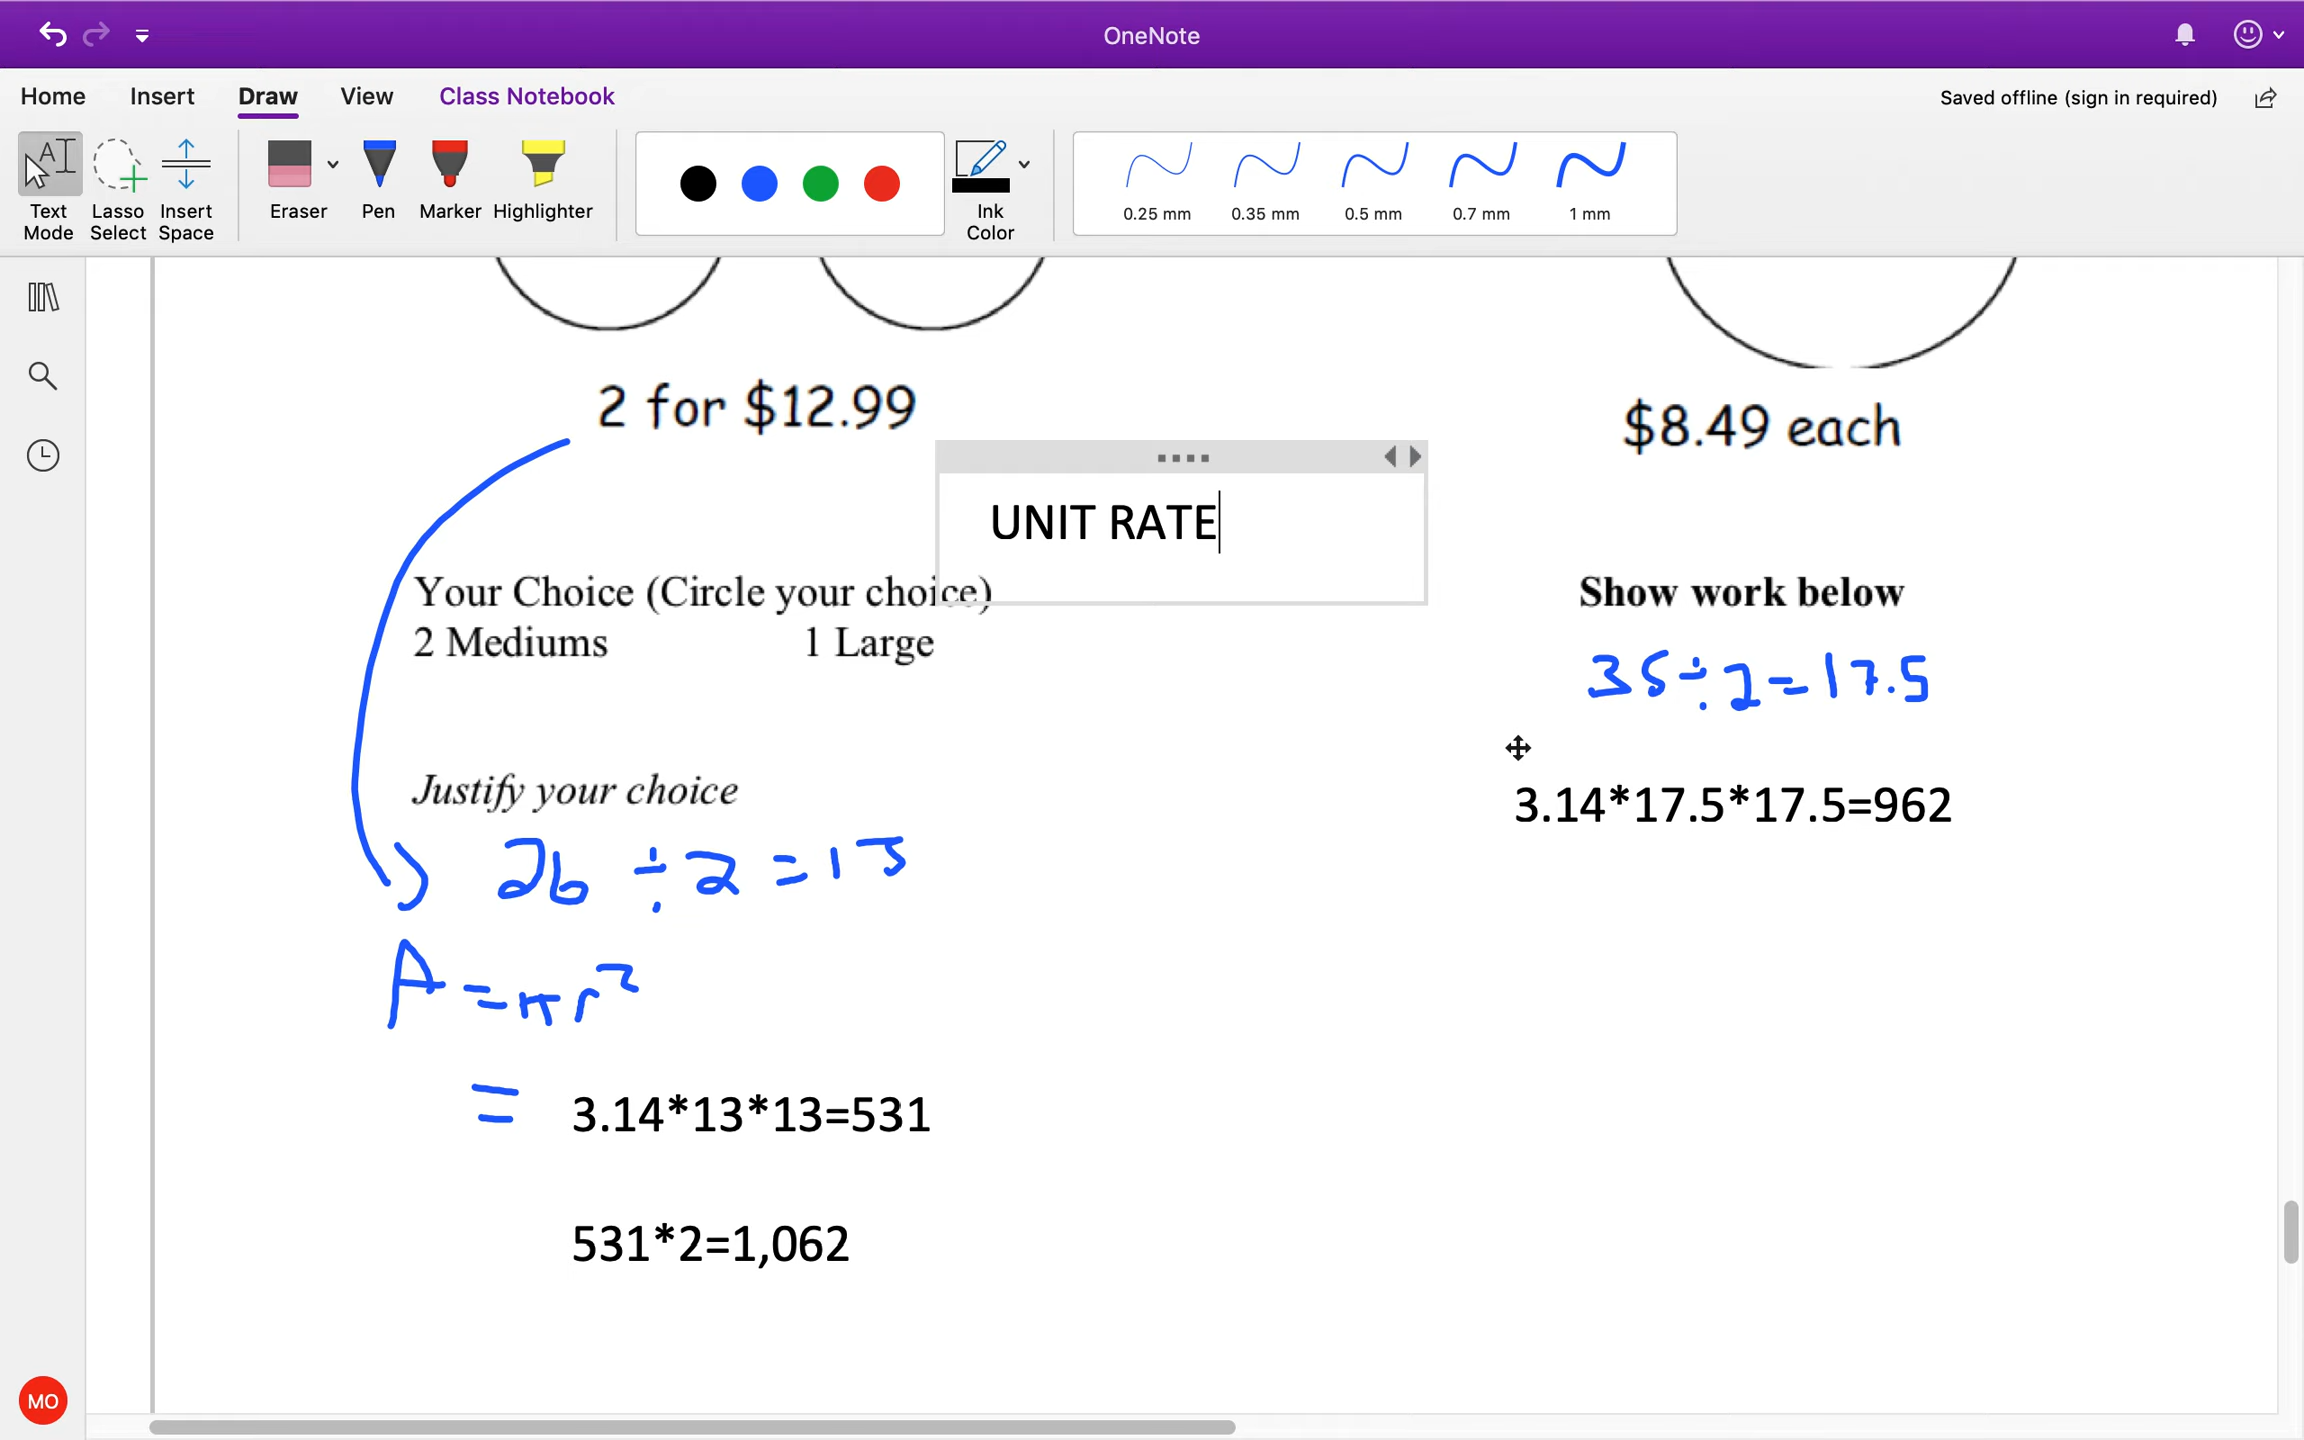 OneNote
Home Insert Draw View Class Notebook
Saved offline (sign in required)
Text Mode
Lasso Select
Insert Space
Eraser
Pen
Marker
Highlighter
Ink Color
0.25 mm
0.35 mm
0.5 mm
0.7 mm
1 mm
2 for $12.99
$8.49 each
UNIT RATE
Your Choice (Circle your choice)
2 Mediums 1 Large
Show work below
35÷2=17.5
3.14*17.5*17.5=962
Justify your choice
26÷2=13
A=πr²
= 3.14*13*13=531
531*2=1,062
MO